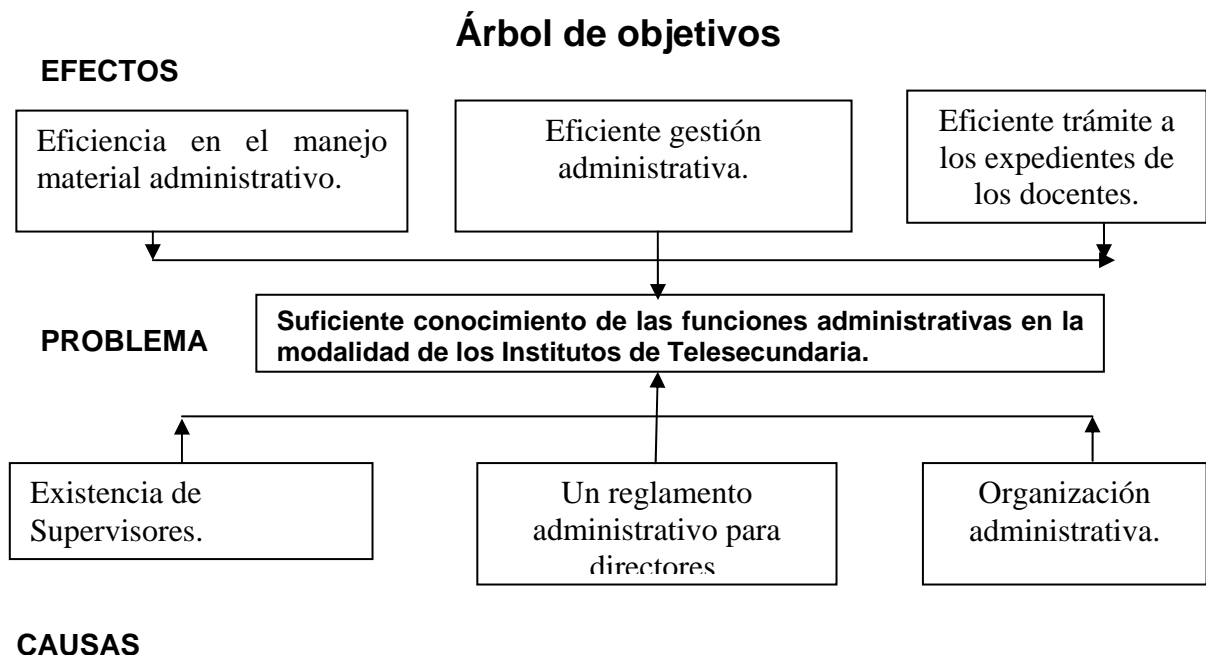 Árbol de objetivos
EFECTOS
Eficiencia en el manejo
material administrativo.
Eficiente gestión
administrativa.
Eficiente trámite a
los expedientes de
los docentes.
PROBLEMA
Suficiente conocimiento de las funciones administrativas en la
modalidad de los Institutos de Telesecundaria.
Existencia de
Supervisores.
Un reglamento
administrativo para
directores
Organización
administrativa.
CAUSAS